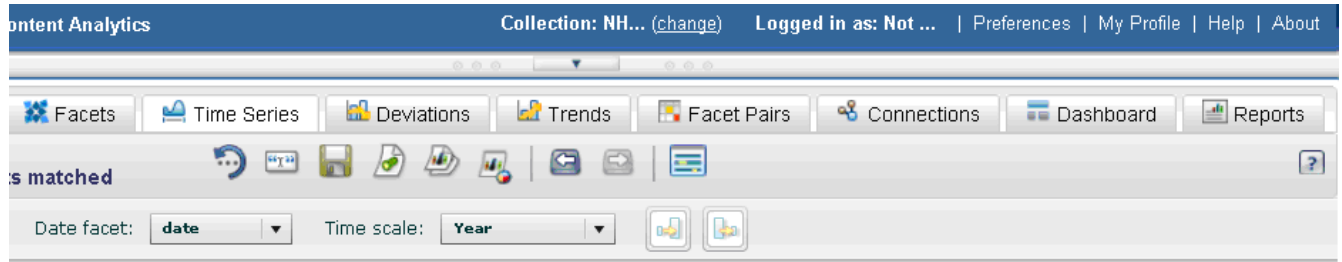 ontent Analytics Collection: NH... (change) Logged in as: Not ... | Preferences | My Profile | Help | About
Facets Time Series Deviations Trends Facet Pairs Connections Dashboard Reports
s matched "I" ?
Date facet: date Time scale: Year